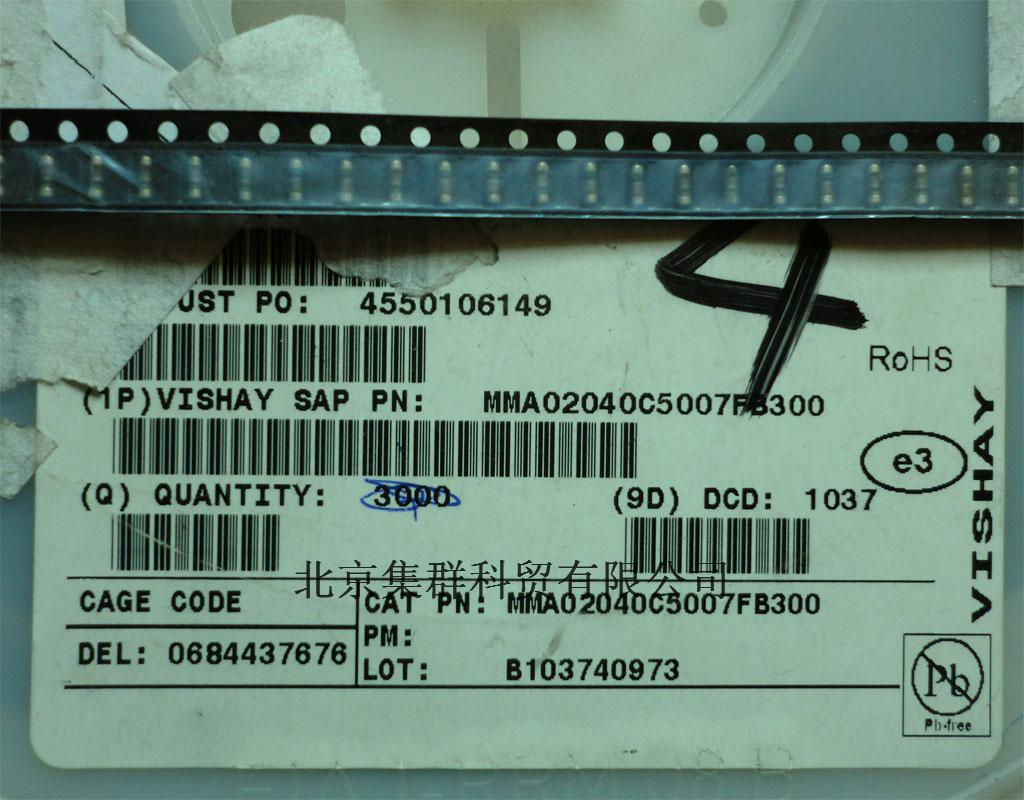 4
UST PO: 4550106149
RoHS
(1P)VISHAY SAP PN: MMA02040C5007FB300
e3
VISHAY
(Q) QUANTITY: 3000
(9D) DCD: 1037
北京集群科贸有限公司
CAGE CODE
CAT PN: MMA02040C5007FB300
PM:
DEL: 0684437676
LOT: B103740973
Pb
Pb-free